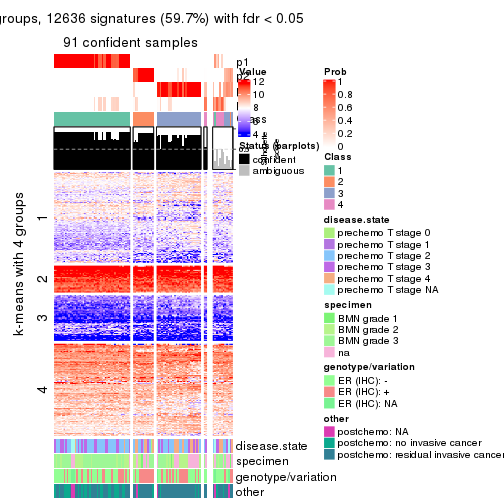 groups, 12636 signatures (59.7%) with fdr < 0.05
91 confident samples
p1
p2
Value
12
10
8
6
4
Status (barplots)
confident
ambiguous
Prob
1
0.8
0.6
0.4
0.2
0
Class
1
2
3
4
disease.state
prechemo T stage 0
prechemo T stage 1
prechemo T stage 2
prechemo T stage 3
prechemo T stage 4
prechemo T stage NA
specimen
BMN grade 1
BMN grade 2
BMN grade 3
na
genotype/variation
ER (IHC): -
ER (IHC): +
ER (IHC): NA
other
postchemo: NA
postchemo: no invasive cancer
postchemo: residual invasive cancer
k-means with 4 groups
1
2
3
4
disease.state
specimen
genotype/variation
other